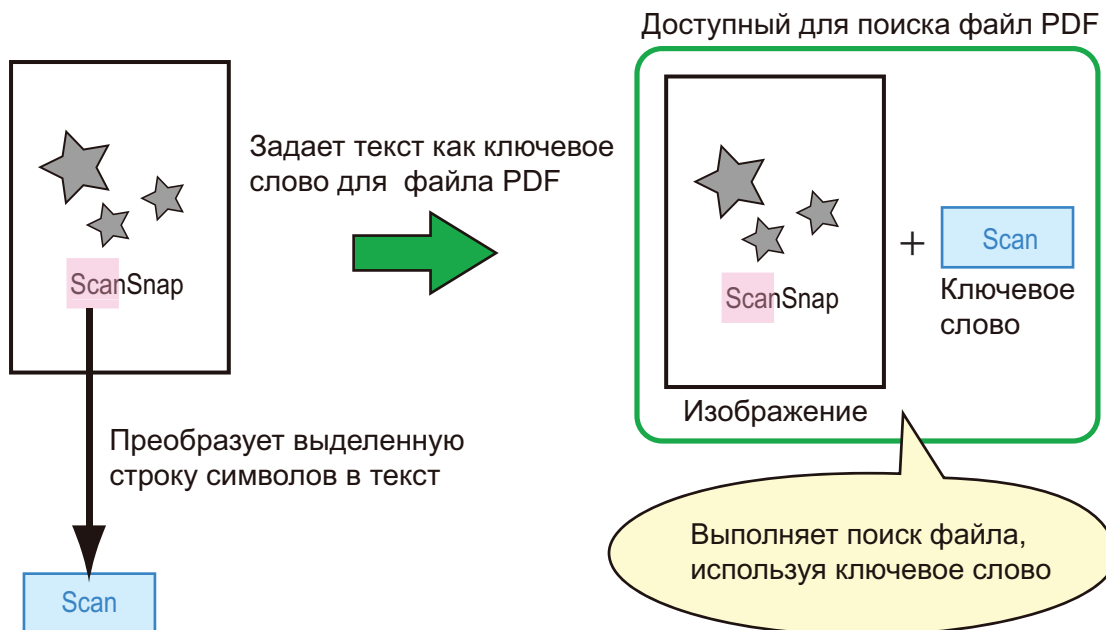 Доступный для поиска файл PDF
Задает текст как ключевое
слово для файла PDF
ScanSnap
ScanSnap
+
Scan
Ключевое
слово
Изображение
Преобразует выделенную
строку символов в текст
Выполняет поиск файла,
используя ключевое слово
Scan